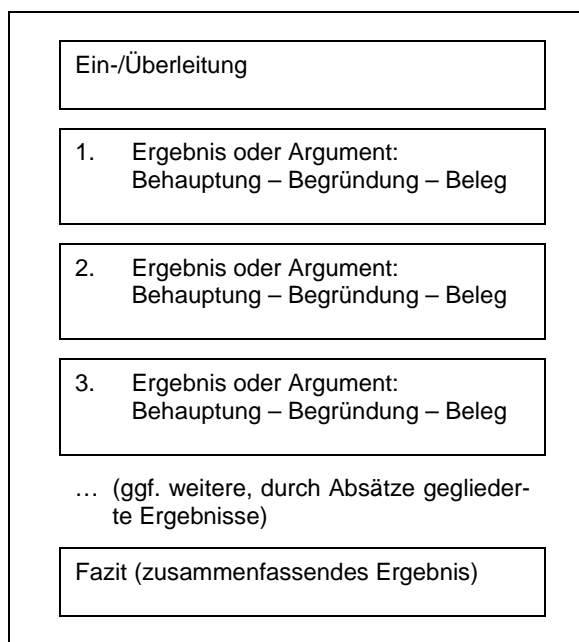 Ein-/Überleitung
1. Ergebnis oder Argument:
Behauptung – Begründung – Beleg
2. Ergebnis oder Argument:
Behauptung – Begründung – Beleg
3. Ergebnis oder Argument:
Behauptung – Begründung – Beleg
… (ggf. weitere, durch Absätze geglieder-
te Ergebnisse)
Fazit (zusammenfassendes Ergebnis)